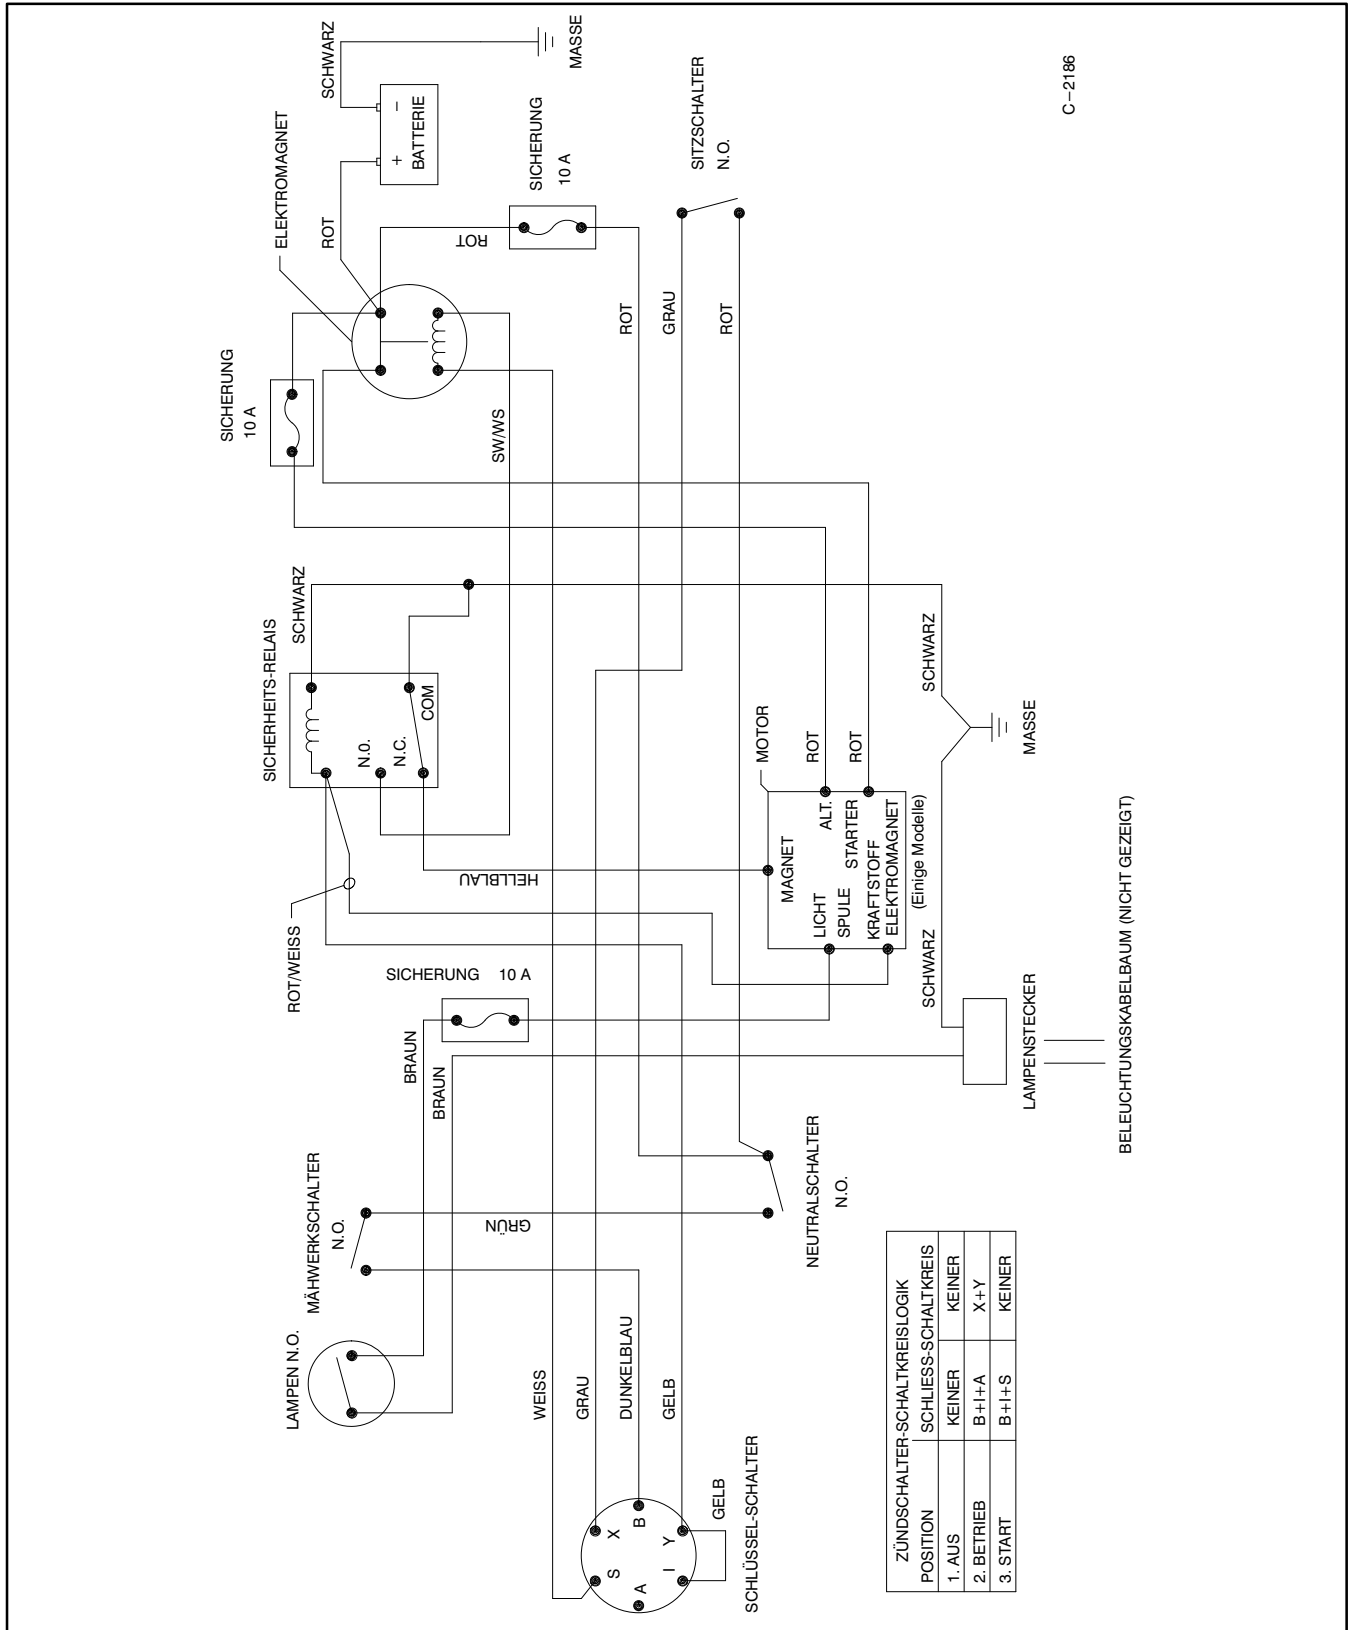 SCHWARZ
MASSE
BATTERIE
+
−
ELEKTROMAGNET
ROT
SICHERUNG
10 A
ROT
SITZSCHALTER
N.O.
C−2186
SICHERUNG
10 A
SW/WS
ROT
GRAU
ROT
SICHERHEITS-RELAIS
SCHWARZ
N.0.
N.C.
COM
ROT/WEISS
HELLBLAU
MOTOR
ROT
ROT
MAGNET
ALT.
LICHT
SPULE
STARTER
KRAFTSTOFF
ELEKTROMAGNET
(Einige Modelle)
SCHWARZ
MASSE
SCHWARZ
SICHERUNG 10 A
BRAUN
BRAUN
LAMPENSTECKER
BELEUCHTUNGSKABELBAUM (NICHT GEZEIGT)
MÄHWERKSCHALTER
N.O.
GRÜN
NEUTRALSCHALTER
N.O.
LAMPEN N.O.
WEISS
GRAU
DUNKELBLAU
GELB
S
X
A
B
I
Y
GELB
SCHLÜSSEL-SCHALTER
ZÜNDSCHALTER-SCHALTKREISLOGIK
POSITION SCHLIESS-SCHALTKREIS
1. AUS KEINER KEINER
2. BETRIEB B+I+A X+Y
3. START B+I+S KEINER